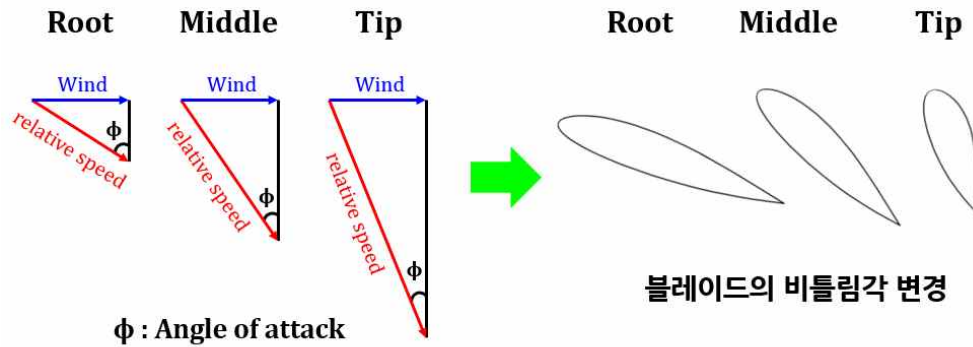 Root Middle Tip Root Middle Tip
Wind Wind Wind
relative speed relative speed relative speed
ϕ ϕ ϕ
ϕ : Angle of attack
블레이드의 비틀림각 변경